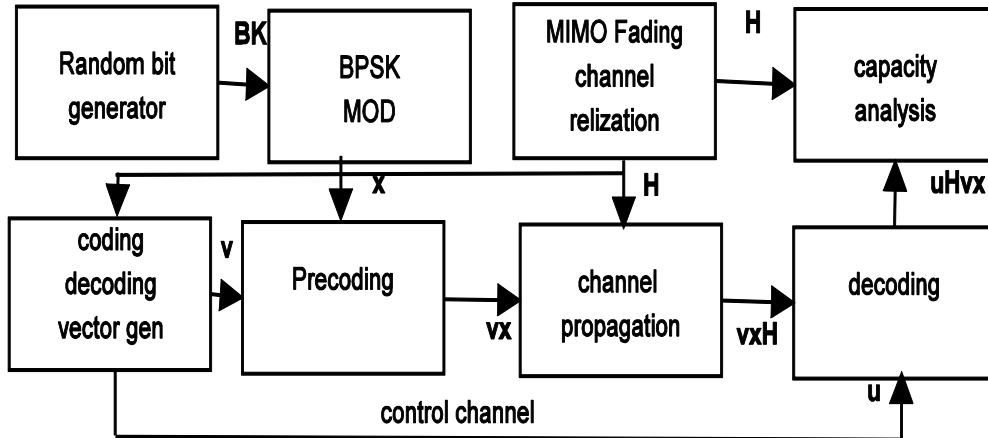 Random bit
generator
BK
BPSK
MOD
MIMO Fading
channel
relization
H
capacity
analysis
x
H
uHvx
coding
decoding
vector gen
v
Precoding
vx
channel
propagation
vxH
decoding
u
control channel